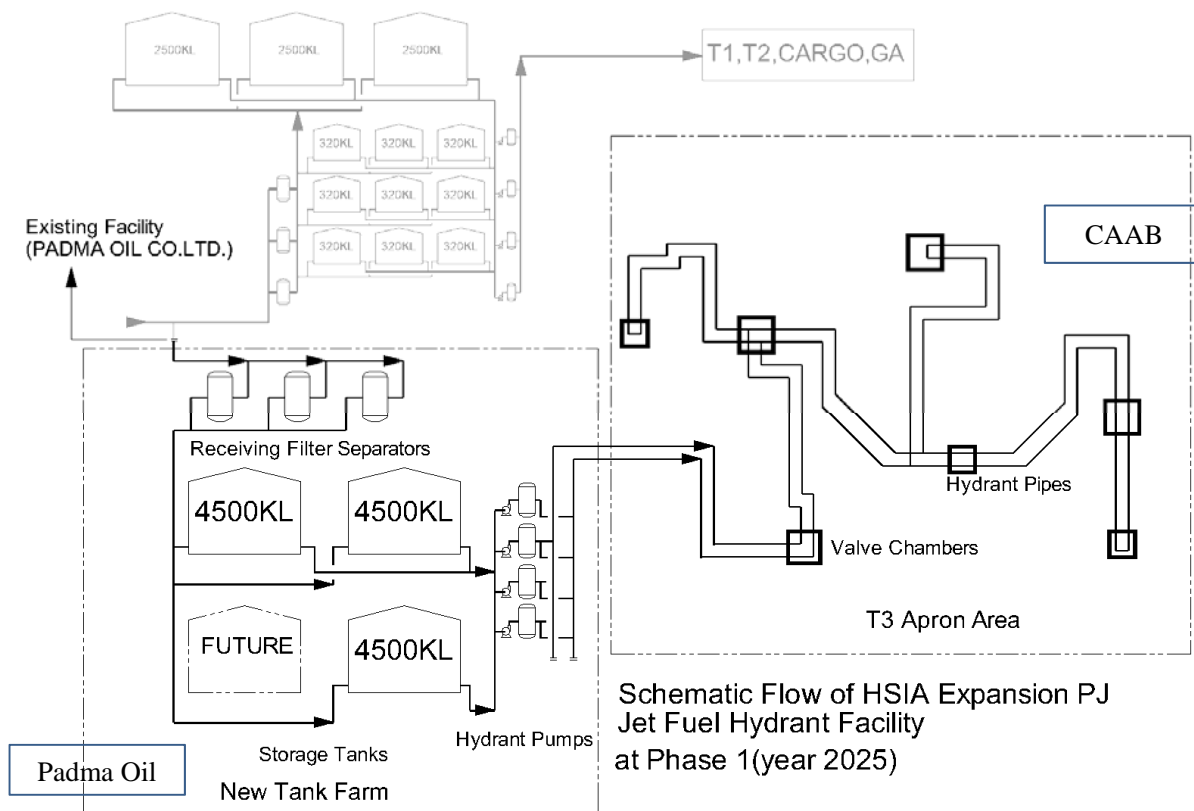 2500KL
2500KL
2500KL
T1,T2,CARGO,GA
320KL
320KL
320KL
320KL
320KL
320KL
320KL
320KL
320KL
Existing Facility
(PADMA OIL CO.LTD.)
CAAB
Receiving Filter Separators
4500KL
4500KL
Hydrant Pipes
Valve Chambers
T3 Apron Area
FUTURE
4500KL
Storage Tanks
Hydrant Pumps
New Tank Farm
Padma Oil
Schematic Flow of HSIA Expansion PJ
Jet Fuel Hydrant Facility
at Phase 1(year 2025)